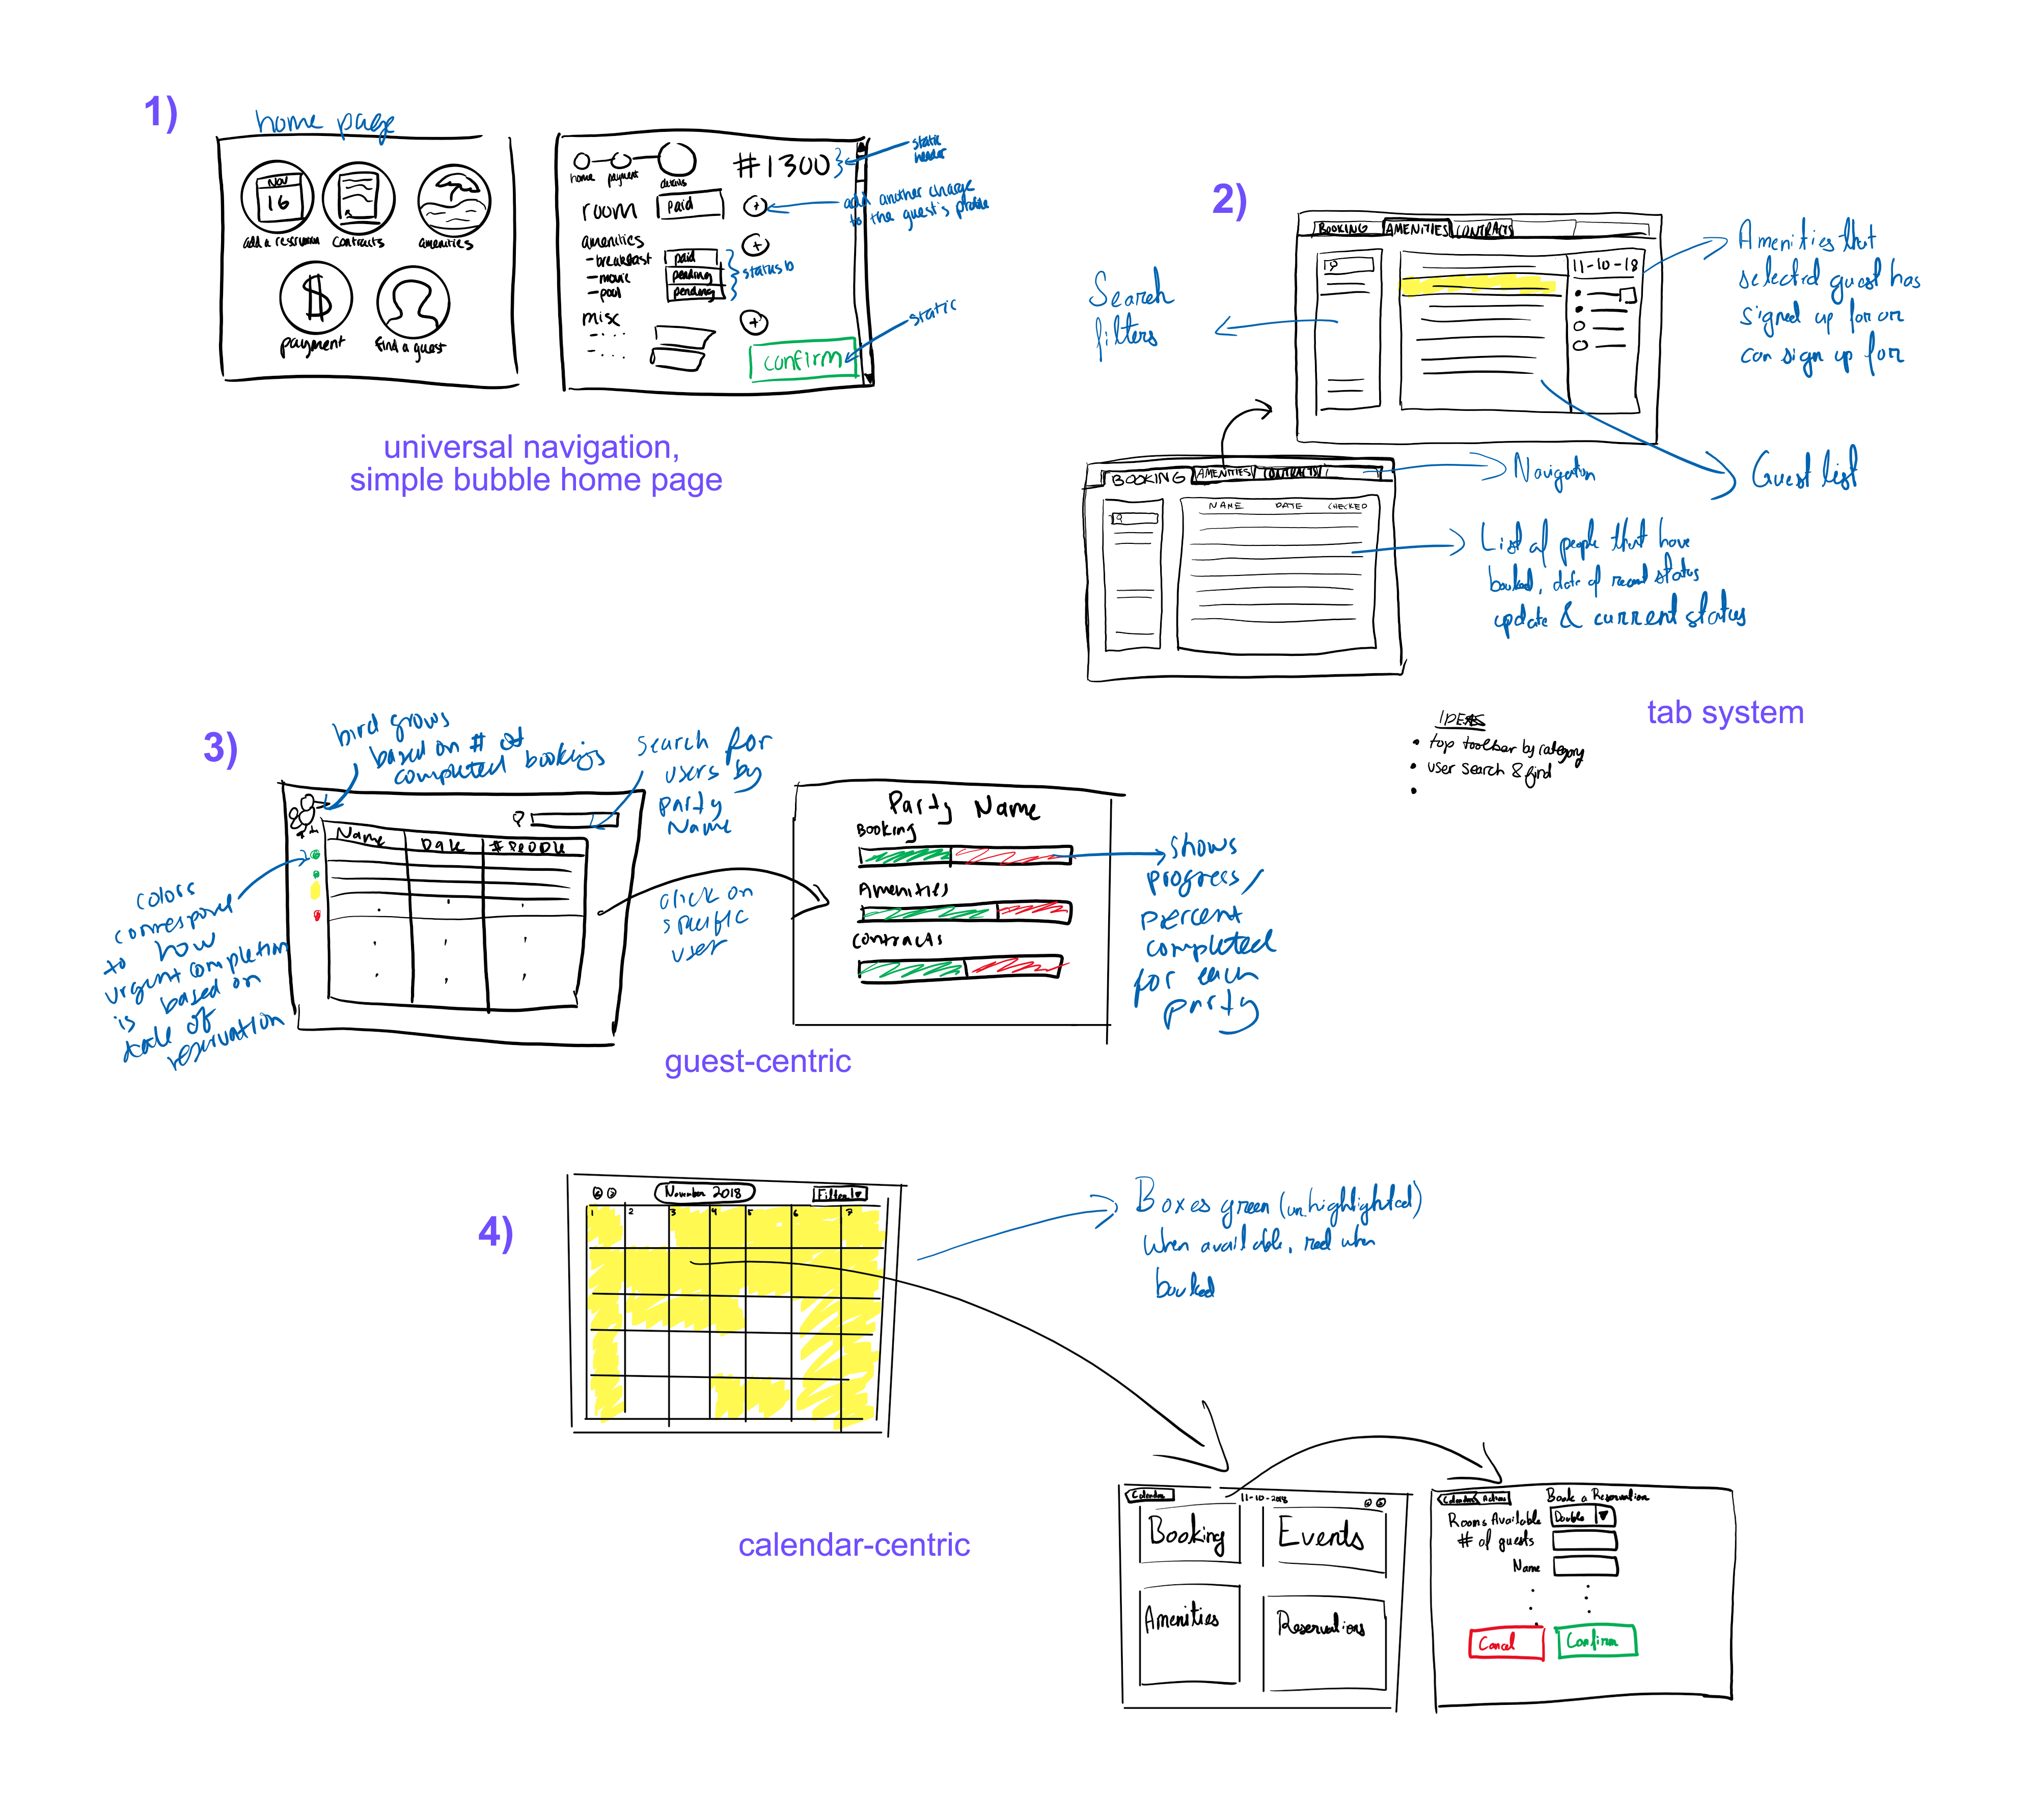 1)
home page
NOV
16
add a reservation
contracts
amenities
payment
find a guest
home
payment
details
#1300
static
header
room
paid
+
add another charge
to the guest's profile
amenities
+
- breakfast
paid
- movie
pending
- pool
pending
status
misc
+
- . . .
- . . .
static
confirm
universal navigation,
simple bubble home page
2)
BOOKING
AMENITIES
CONTRACTS
11-10-18
Amenities that
selected guest has
signed up for or
can sign up for
Search
filters
Guest list
BOOKING
AMENITIES
CONTRACTS
Navigation
NAME
DATE
CHECKED
List of people that have
booked, date of recent status
update & current status
tab system
IDEAS
• top toolbar by category
• user search & find
•
3)
bird grows
based on # of
completed bookings
search for
users by
party
Name
Name
Date
# PEOPLE
colors
correspond
to how
urgent completion
is based on
date of
reservation
click on
specific
user
Party Name
Booking
Amenities
Contracts
shows
progress/
percent
completed
for each
party
guest-centric
4)
November 2018
Filter
1
2
3
4
5
6
7
Boxes green (unhighlighted)
when available, red when
booked
calendar-centric
Calendar
11-10-2018
Booking
Events
Amenities
Reservations
Calendar
Actions
Book a Reservation
Rooms Available
Double
# of guests
Name
Cancel
Confirm